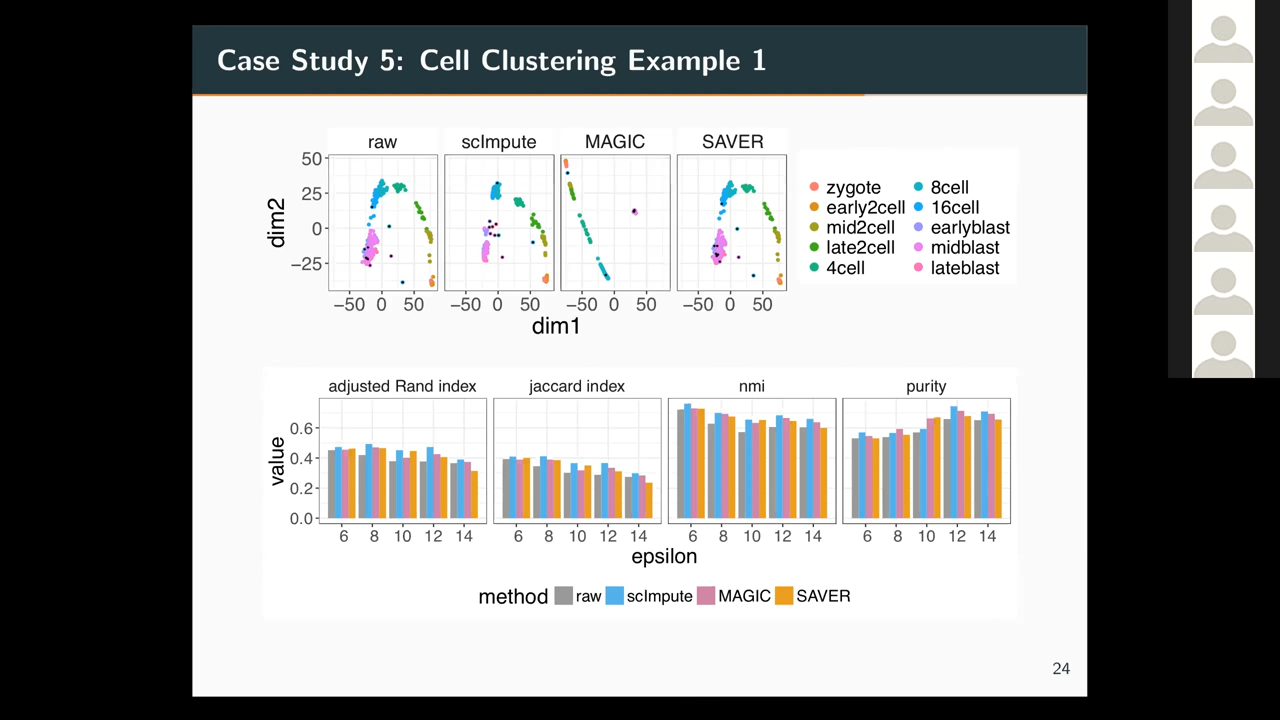 Case Study 5: Cell Clustering Example 1
raw scImpute MAGIC SAVER
50
25
0
−25
dim2
−50 0 50 −50 0 50 −50 0 50 −50 0 50
dim1
zygote 8cell
early2cell 16cell
mid2cell earlyblast
late2cell midblast
4cell lateblast
adjusted Rand index jaccard index nmi purity
0.6
0.4
0.2
0.0
value
6 8 10 12 14 6 8 10 12 14 6 8 10 12 14 6 8 10 12 14
epsilon
method raw scImpute MAGIC SAVER
24